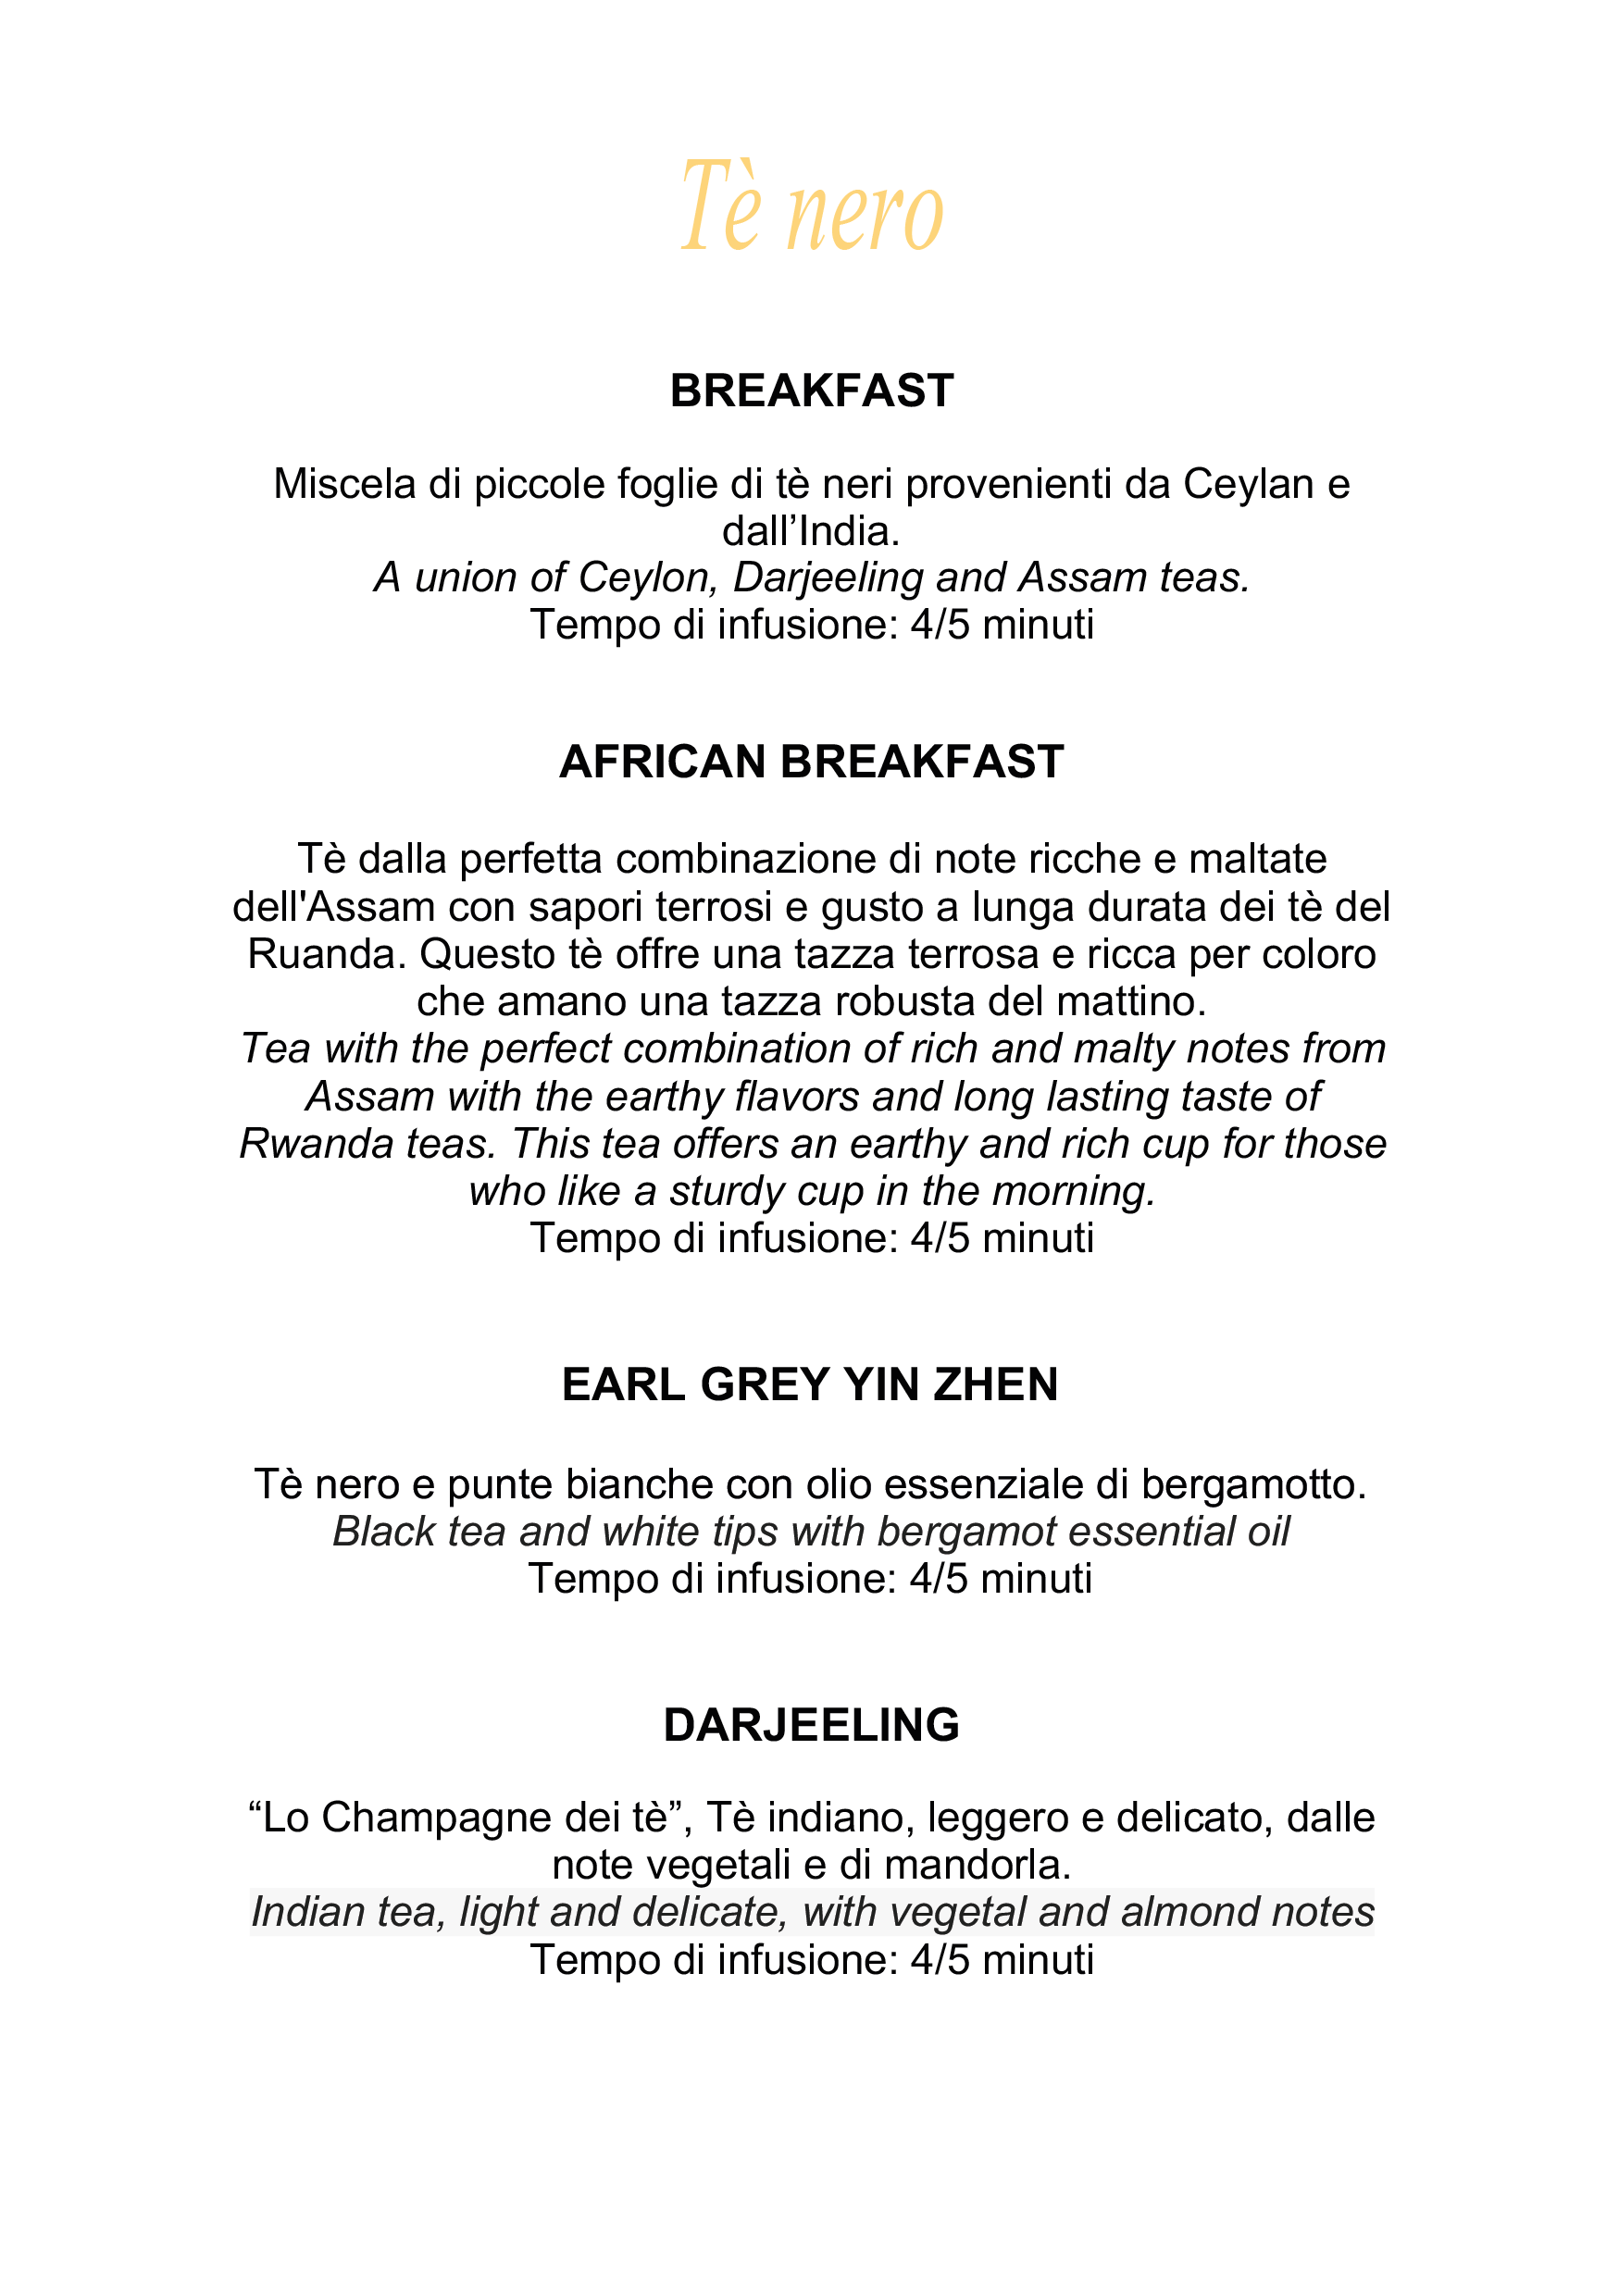 Tè nero
BREAKFAST
Miscela di piccole foglie di tè neri provenienti da Ceylan e
dall’India.
A union of Ceylon, Darjeeling and Assam teas.
Tempo di infusione: 4/5 minuti
AFRICAN BREAKFAST
Tè dalla perfetta combinazione di note ricche e maltate
dell'Assam con sapori terrosi e gusto a lunga durata dei tè del
Ruanda. Questo tè offre una tazza terrosa e ricca per coloro
che amano una tazza robusta del mattino.
Tea with the perfect combination of rich and malty notes from
Assam with the earthy flavors and long lasting taste of
Rwanda teas. This tea offers an earthy and rich cup for those
who like a sturdy cup in the morning.
Tempo di infusione: 4/5 minuti
EARL GREY YIN ZHEN
Tè nero e punte bianche con olio essenziale di bergamotto.
Black tea and white tips with bergamot essential oil
Tempo di infusione: 4/5 minuti
DARJEELING
“Lo Champagne dei tè”, Tè indiano, leggero e delicato, dalle
note vegetali e di mandorla.
Indian tea, light and delicate, with vegetal and almond notes
Tempo di infusione: 4/5 minuti